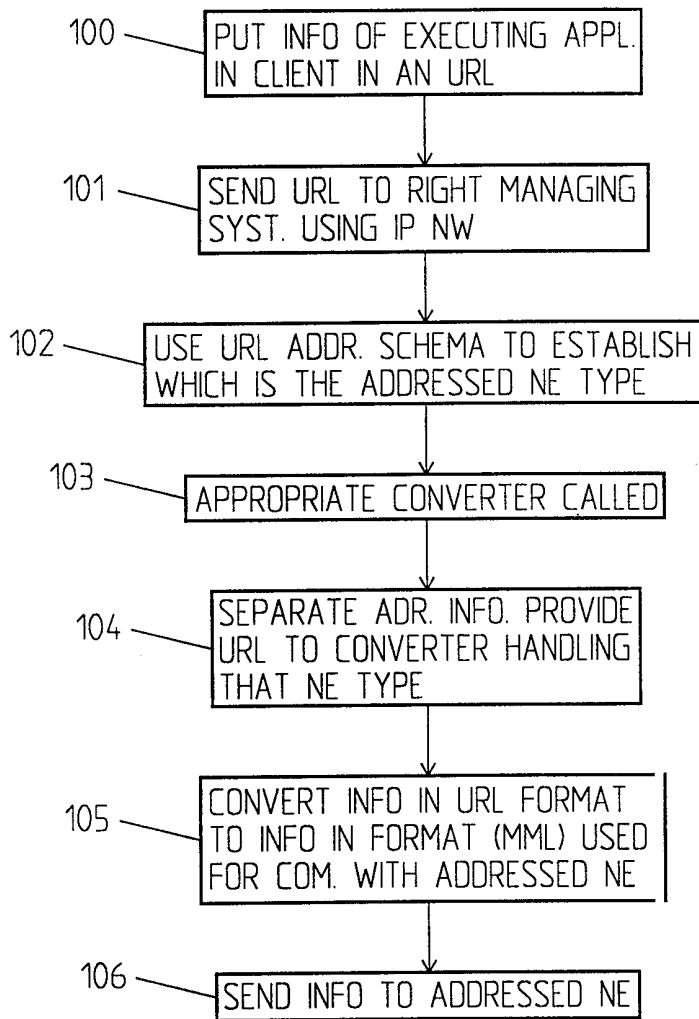 100
PUT INFO OF EXECUTING APPL.
IN CLIENT IN AN URL
101
SEND URL TO RIGHT MANAGING
SYST. USING IP NW
102
USE URL ADDR. SCHEMA TO ESTABLISH
WHICH IS THE ADDRESSED NE TYPE
103
APPROPRIATE CONVERTER CALLED
104
SEPARATE ADR. INFO. PROVIDE
URL TO CONVERTER HANDLING
THAT NE TYPE
105
CONVERT INFO IN URL FORMAT
TO INFO IN FORMAT (MML) USED
FOR COM. WITH ADDRESSED NE
106
SEND INFO TO ADDRESSED NE